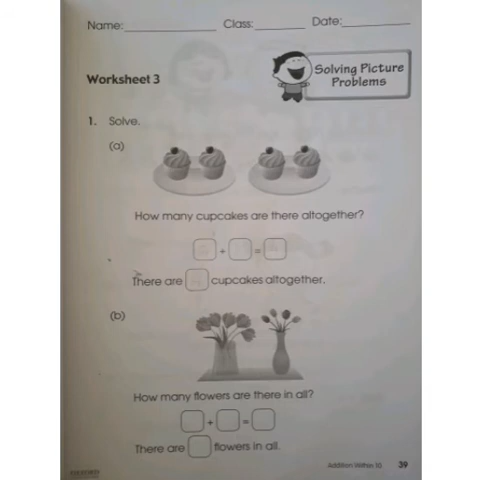 Name: Class: Date:
Solving Picture
Problems
Worksheet 3
1. Solve.
(a)
How many cupcakes are there altogether?
+ =
There are cupcakes altogether.
(b)
How many flowers are there in all?
+ =
There are flowers in all.
Addition Within 10 39